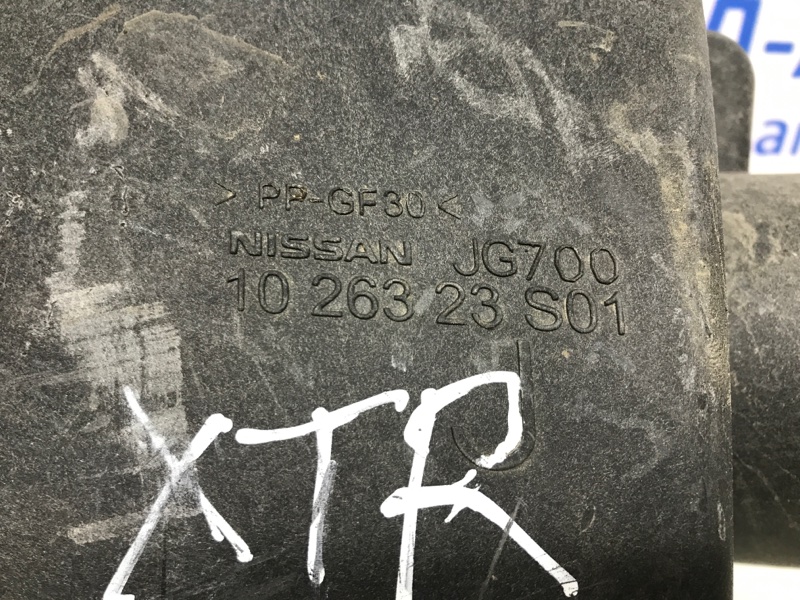 > PP-GF30 <
NISSAN JG700
10 263 23 S01
J
XTR